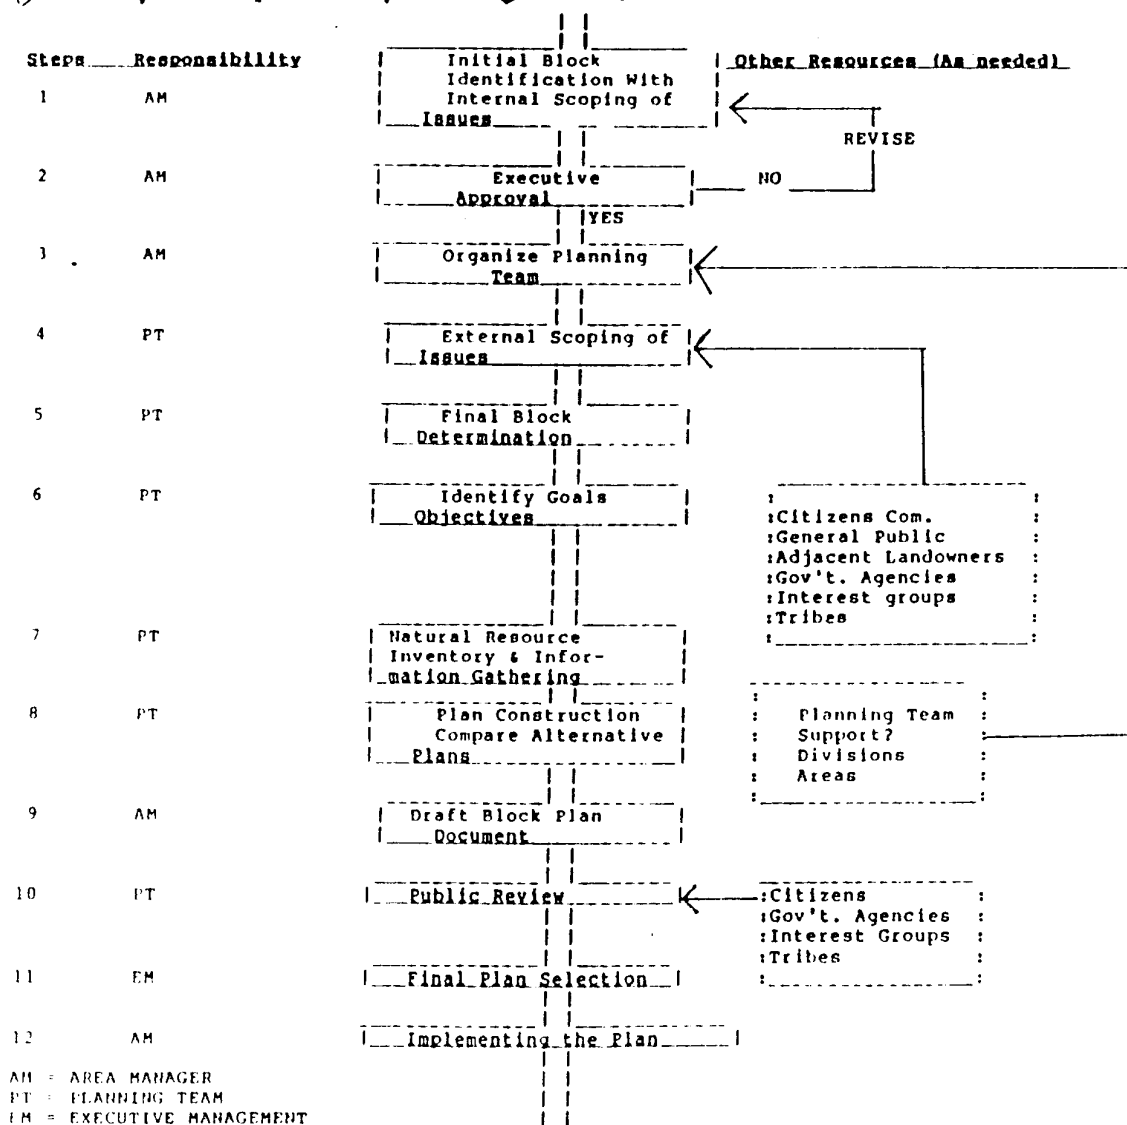 Steps Responsibility
Initial Block
Identification With
Internal Scoping of
Issues
Other Resources (As needed)
1 AM
REVISE
2 AM
Executive
Approval
NO
YES
3 AM
Organize Planning
Team
4 PT
External Scoping of
Issues
5 PT
Final Block
Determination
6 PT
Identify Goals
Objectives
Citizens Com.
General Public
Adjacent Landowners
Gov't. Agencies
Interest groups
Tribes
7 PT
Natural Resource
Inventory & Infor-
mation Gathering
8 PT
Plan Construction
Compare Alternative
Plans
Planning Team
Support?
Divisions
Areas
9 AM
Draft Block Plan
Document
10 PT
Public Review
Citizens
Gov't. Agencies
Interest Groups
Tribes
11 EM
Final Plan Selection
12 AM
Implementing the Plan
AM = AREA MANAGER
PT = PLANNING TEAM
EM = EXECUTIVE MANAGEMENT